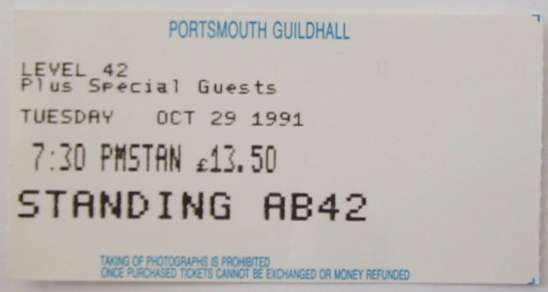 PORTSMOUTH GUILDHALL
LEVEL 42
Plus Special Guests
TUESDAY OCT 29 1991
7:30 PMSTAN £13.50
STANDING AB42
TAKING OF PHOTOGRAPHS IS PROHIBITED
ONCE PURCHASED TICKETS CANNOT BE EXCHANGED OR MONEY REFUNDED